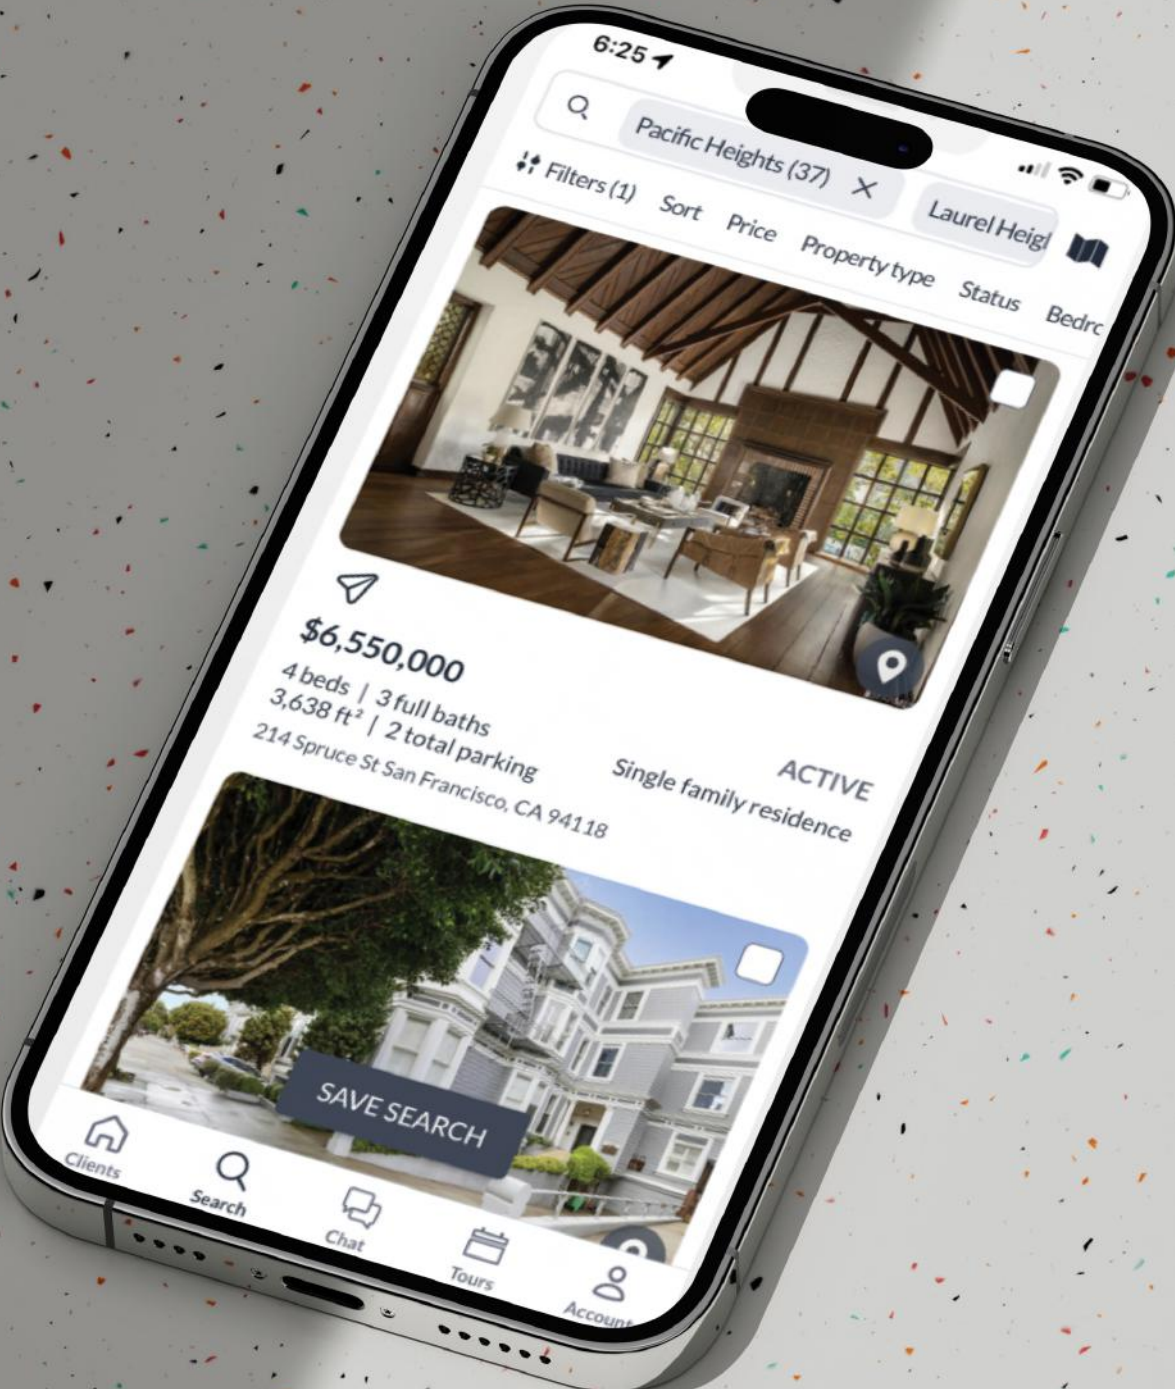 6:25
Pacific Heights (37)
Laurel Heigl
Filters (1) Sort Price Property type Status Bedrc
$6,550,000
4 beds | 3 full baths
3,638 ft² | 2 total parking
214 Spruce St San Francisco, CA 94118
ACTIVE
Single family residence
SAVE SEARCH
Clients Search Chat Tours Account